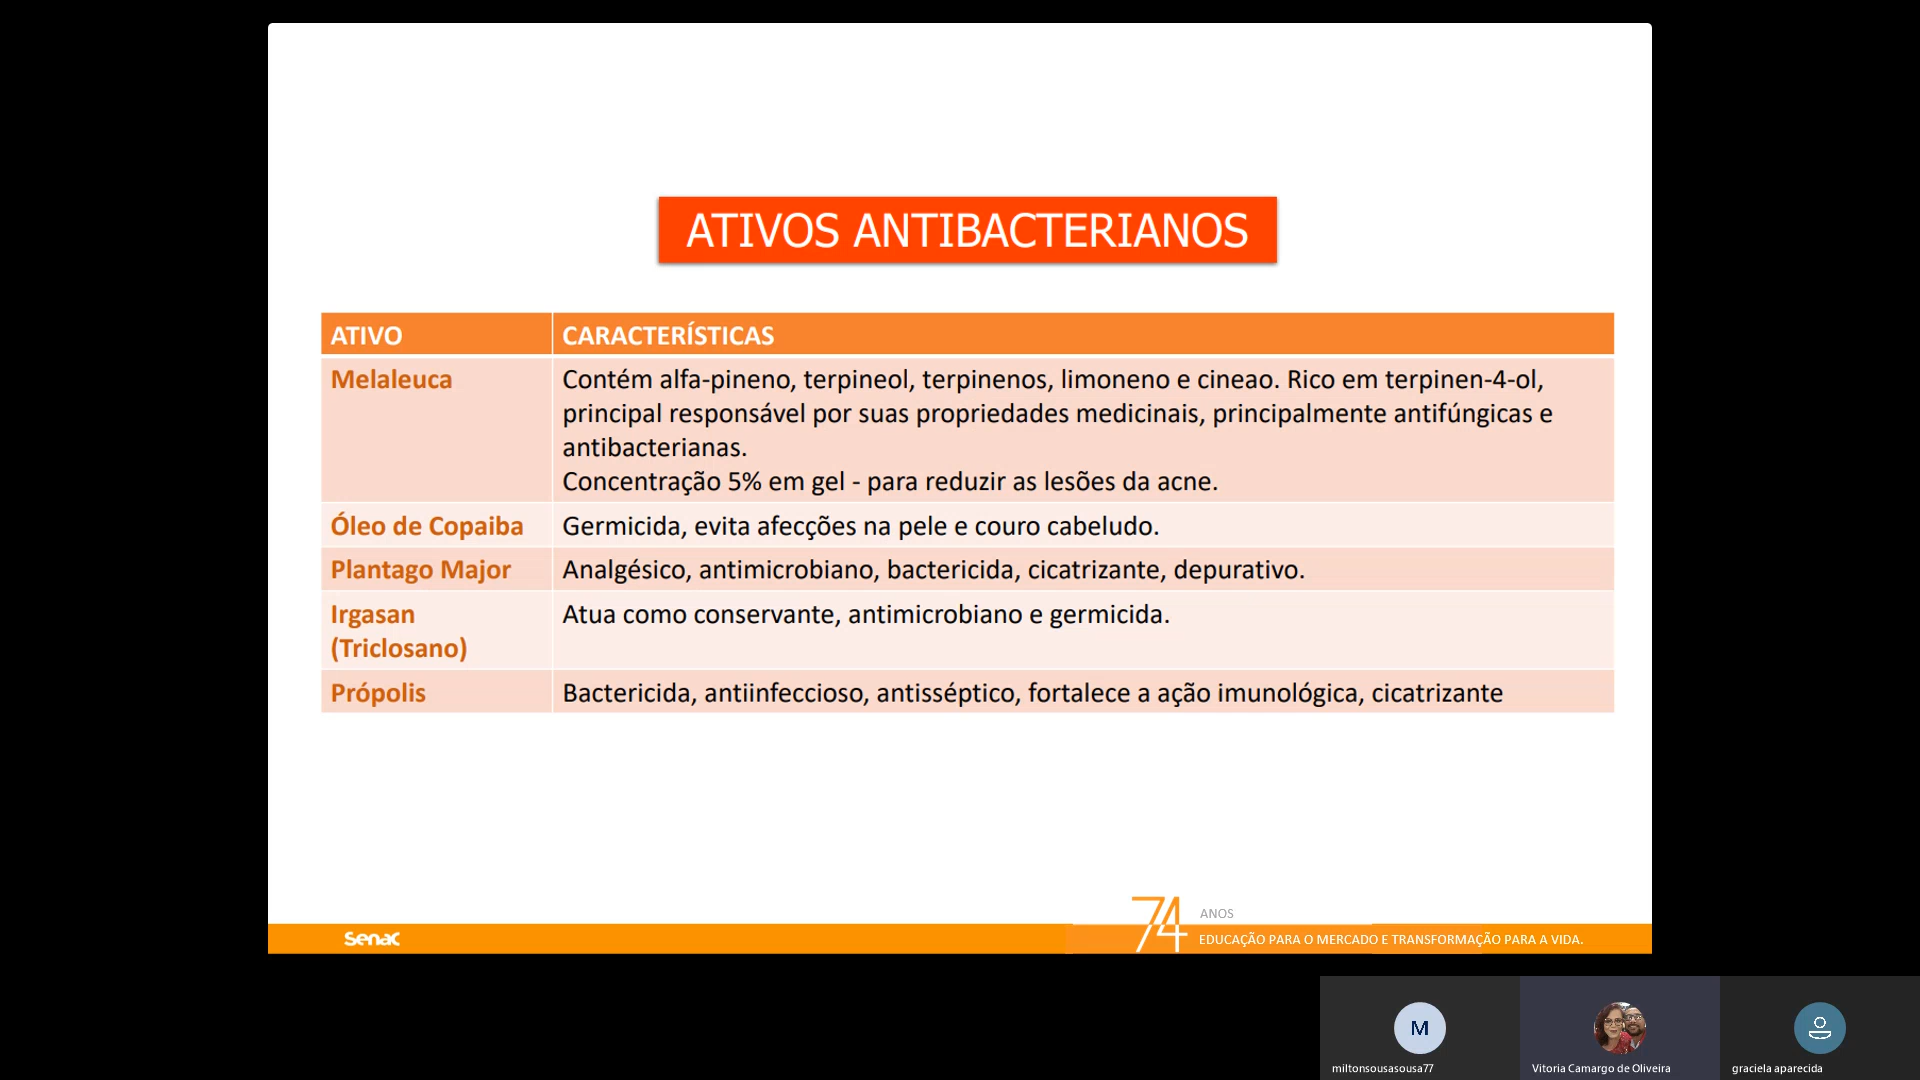 ATIVOS ANTIBACTERIANOS
ATIVO
CARACTERÍSTICAS
Melaleuca
Contém alfa-pineno, terpineol, terpinenos, limoneno e cineao. Rico em terpinen-4-ol,
principal responsável por suas propriedades medicinais, principalmente antifúngicas e
antibacterianas.
Concentração 5% em gel - para reduzir as lesões da acne.
Óleo de Copaiba
Germicida, evita afecções na pele e couro cabeludo.
Plantago Major
Analgésico, antimicrobiano, bactericida, cicatrizante, depurativo.
Irgasan
(Triclosano)
Atua como conservante, antimicrobiano e germicida.
Própolis
Bactericida, antiinfeccioso, antisséptico, fortalece a ação imunológica, cicatrizante
senac
74
ANOS
EDUCAÇÃO PARA O MERCADO E TRANSFORMAÇÃO PARA A VIDA.
M
miltonsousasousa77
Vitoria Camargo de Oliveira
graciela aparecida